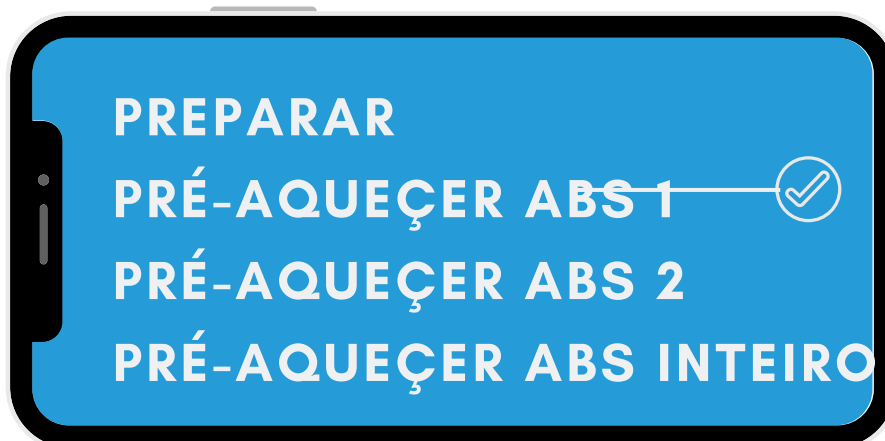 PREPARAR
PRÉ-AQUEÇER ABS 1
PRÉ-AQUEÇER ABS 2
PRÉ-AQUEÇER ABS INTEIRO